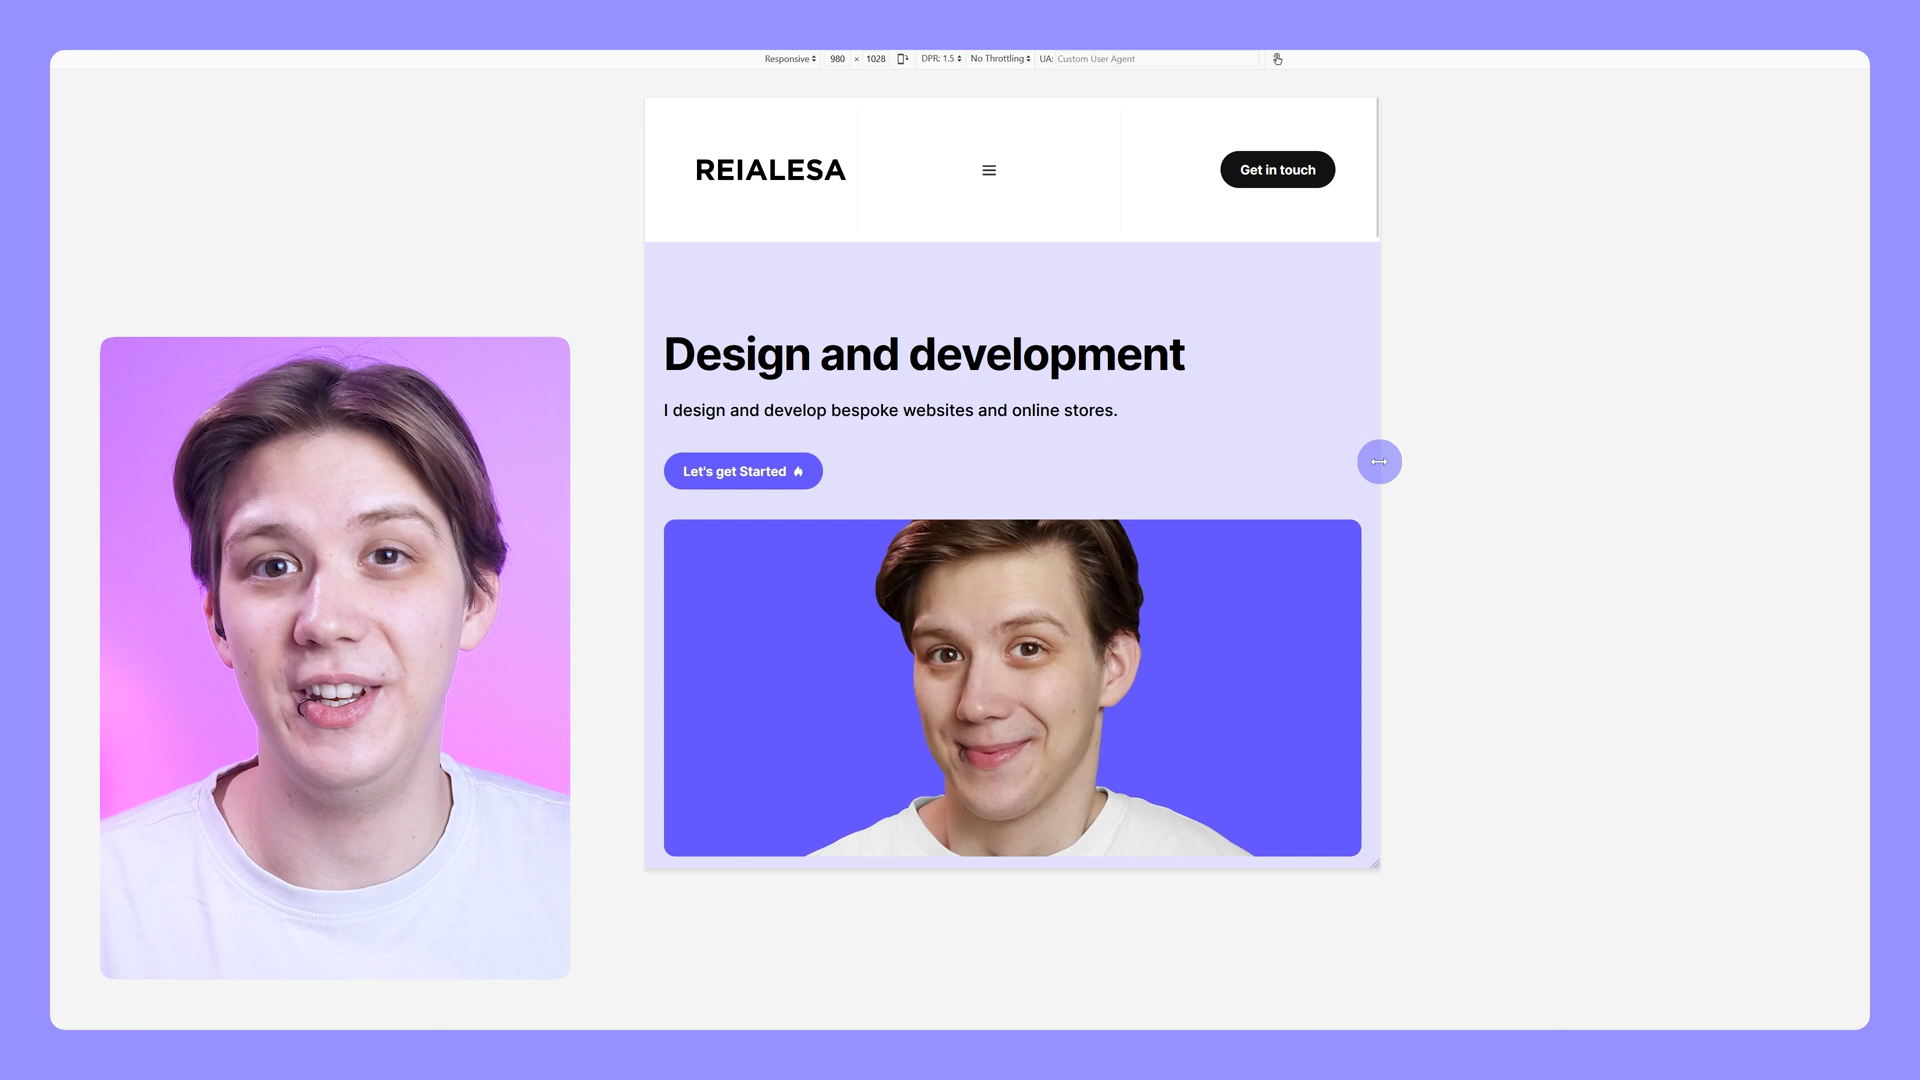 Responsive 980 × 1028 DPR: 1.5 No Throttling UA: Custom User Agent
REIALESA
Get in touch
Design and development
I design and develop bespoke websites and online stores.
Let's get Started